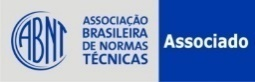 ABNT
ASSOCIAÇÃO
BRASILEIRA
DE NORMAS
TÉCNICAS
Associado